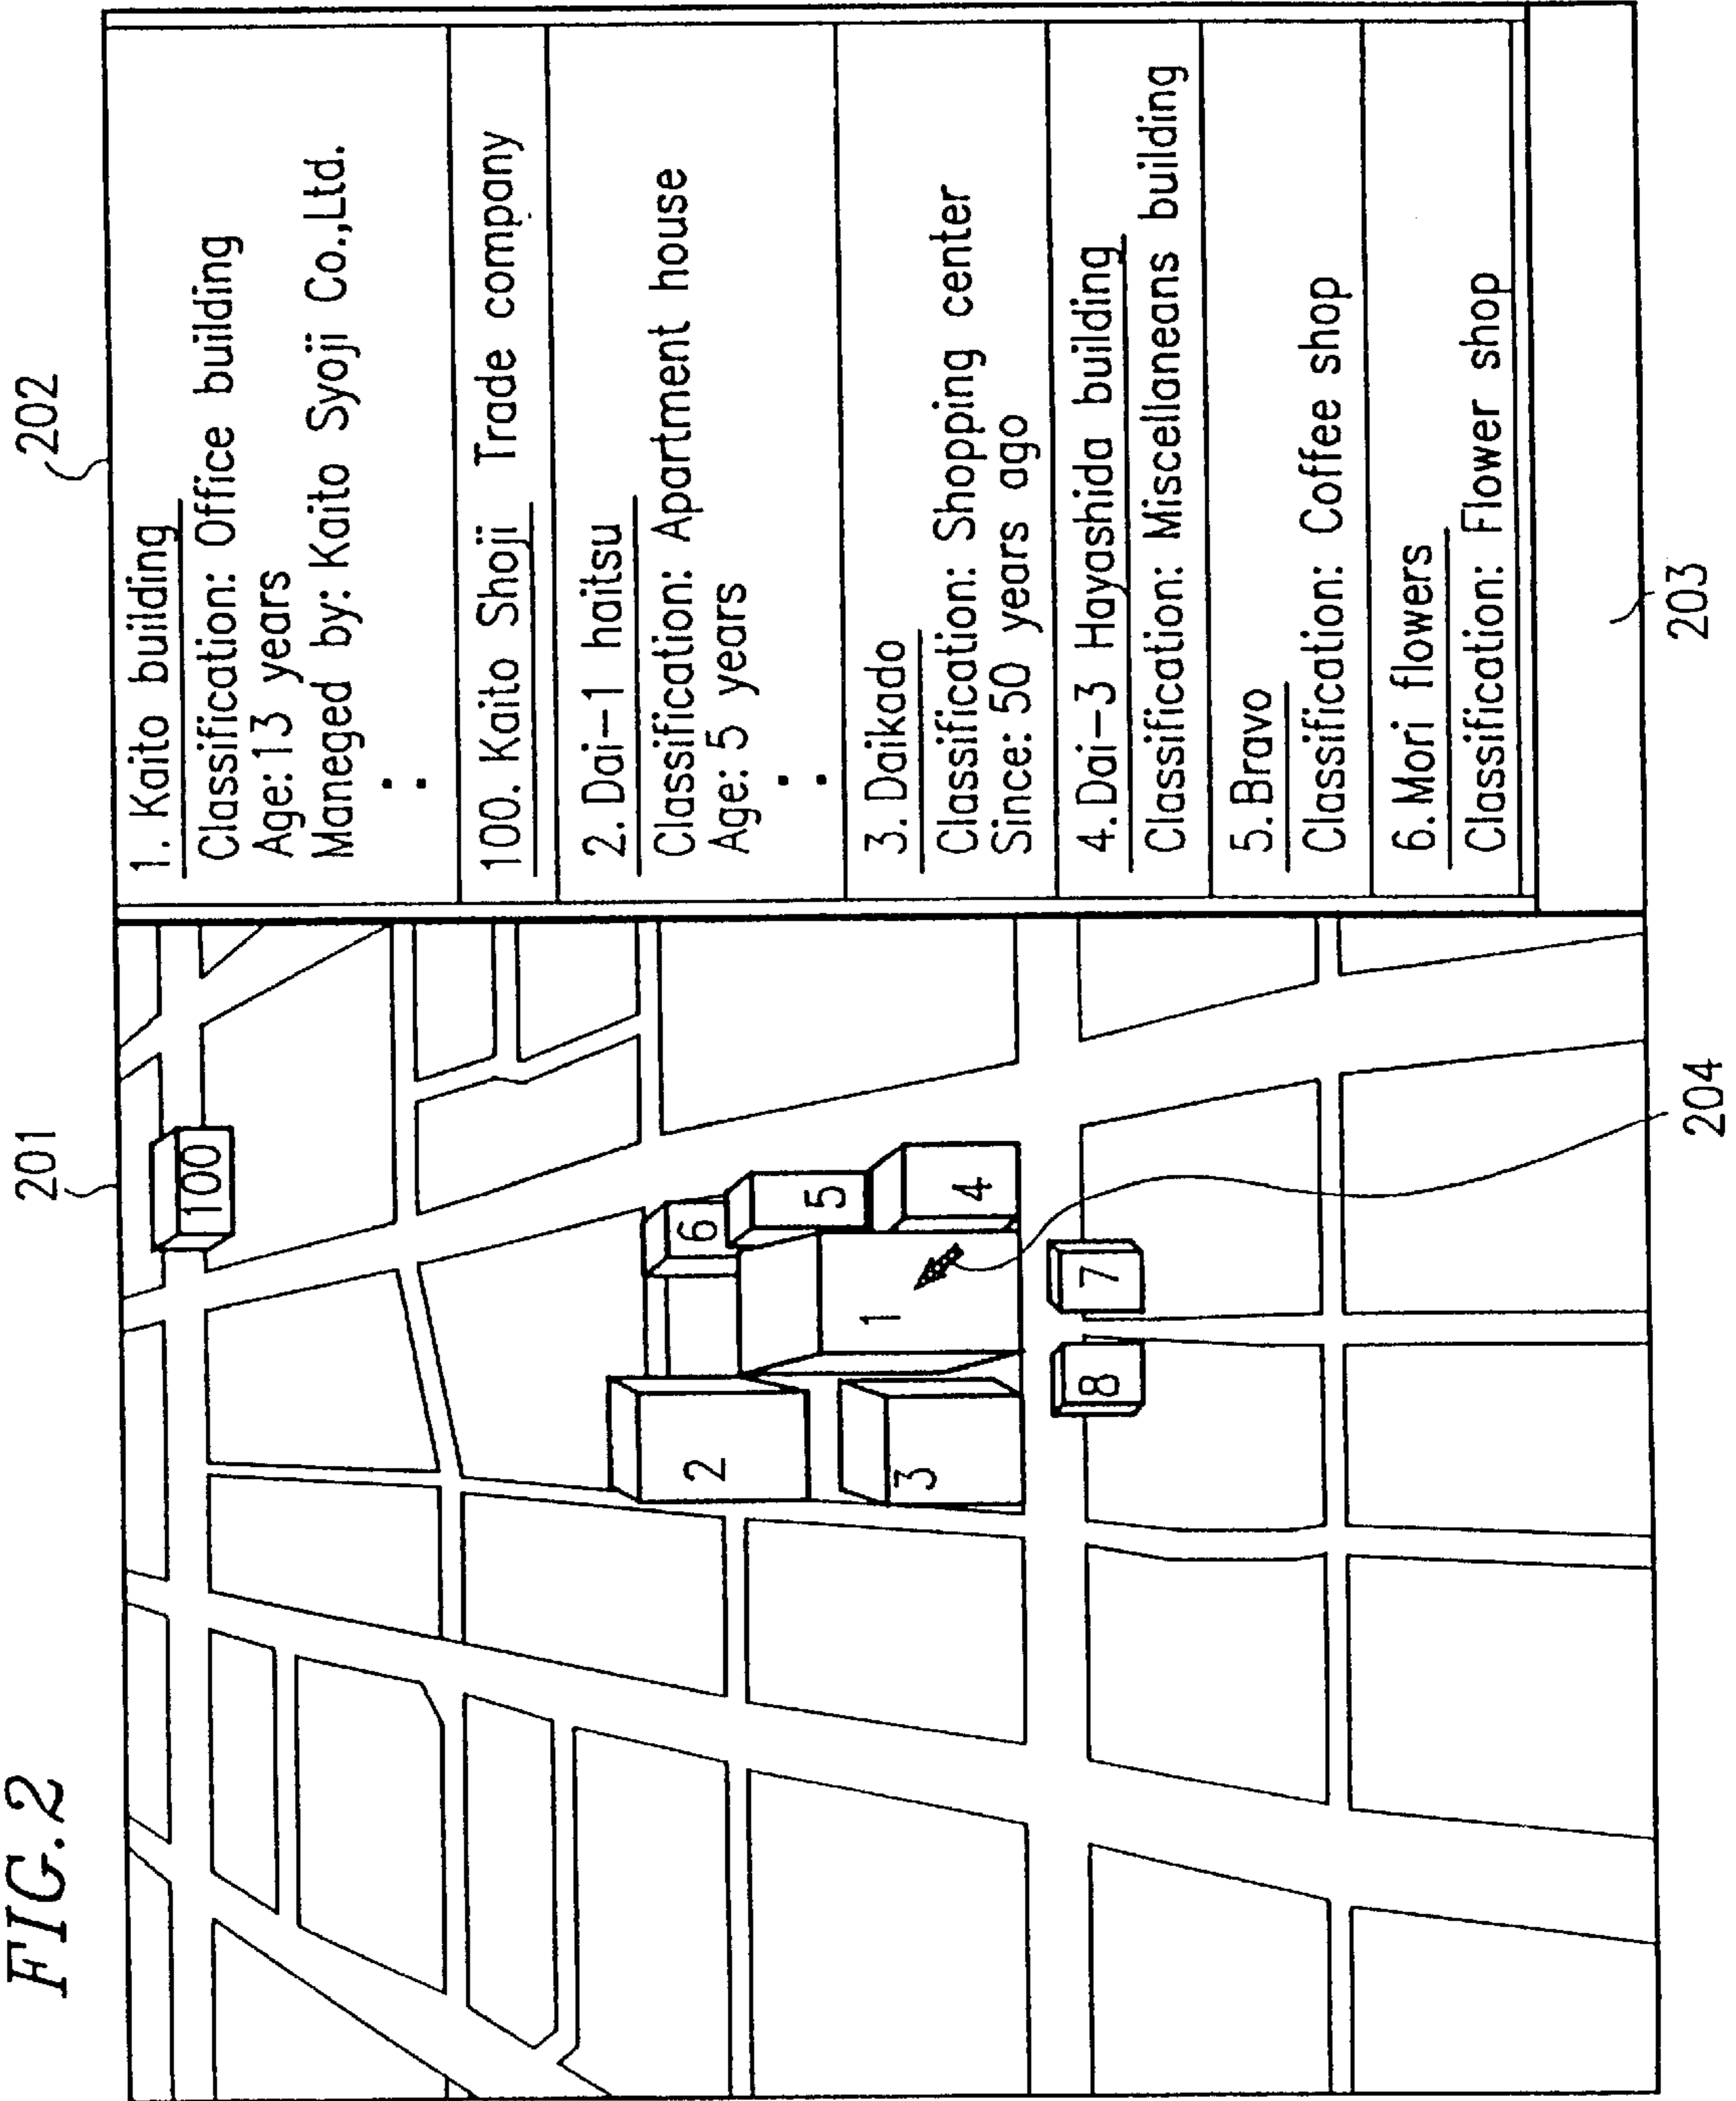 FIG.2
201
202
100
6
5
4
2
1
3
8
7
1. Kaito building
Classification: Office building
Age: 13 years
Maneged by: Kaito Syoji Co.,Ltd.
100. Kaito Shoji Trade company
2. Dai-1 haitsu
Classification: Apartment house
Age: 5 years
3. Daikado
Classification: Shopping center
Since: 50 years ago
4. Dai-3 Hayashida building
Classification: Miscellaneans building
5. Bravo
Classification: Coffee shop
6. Mori flowers
Classification: Flower shop
204
203